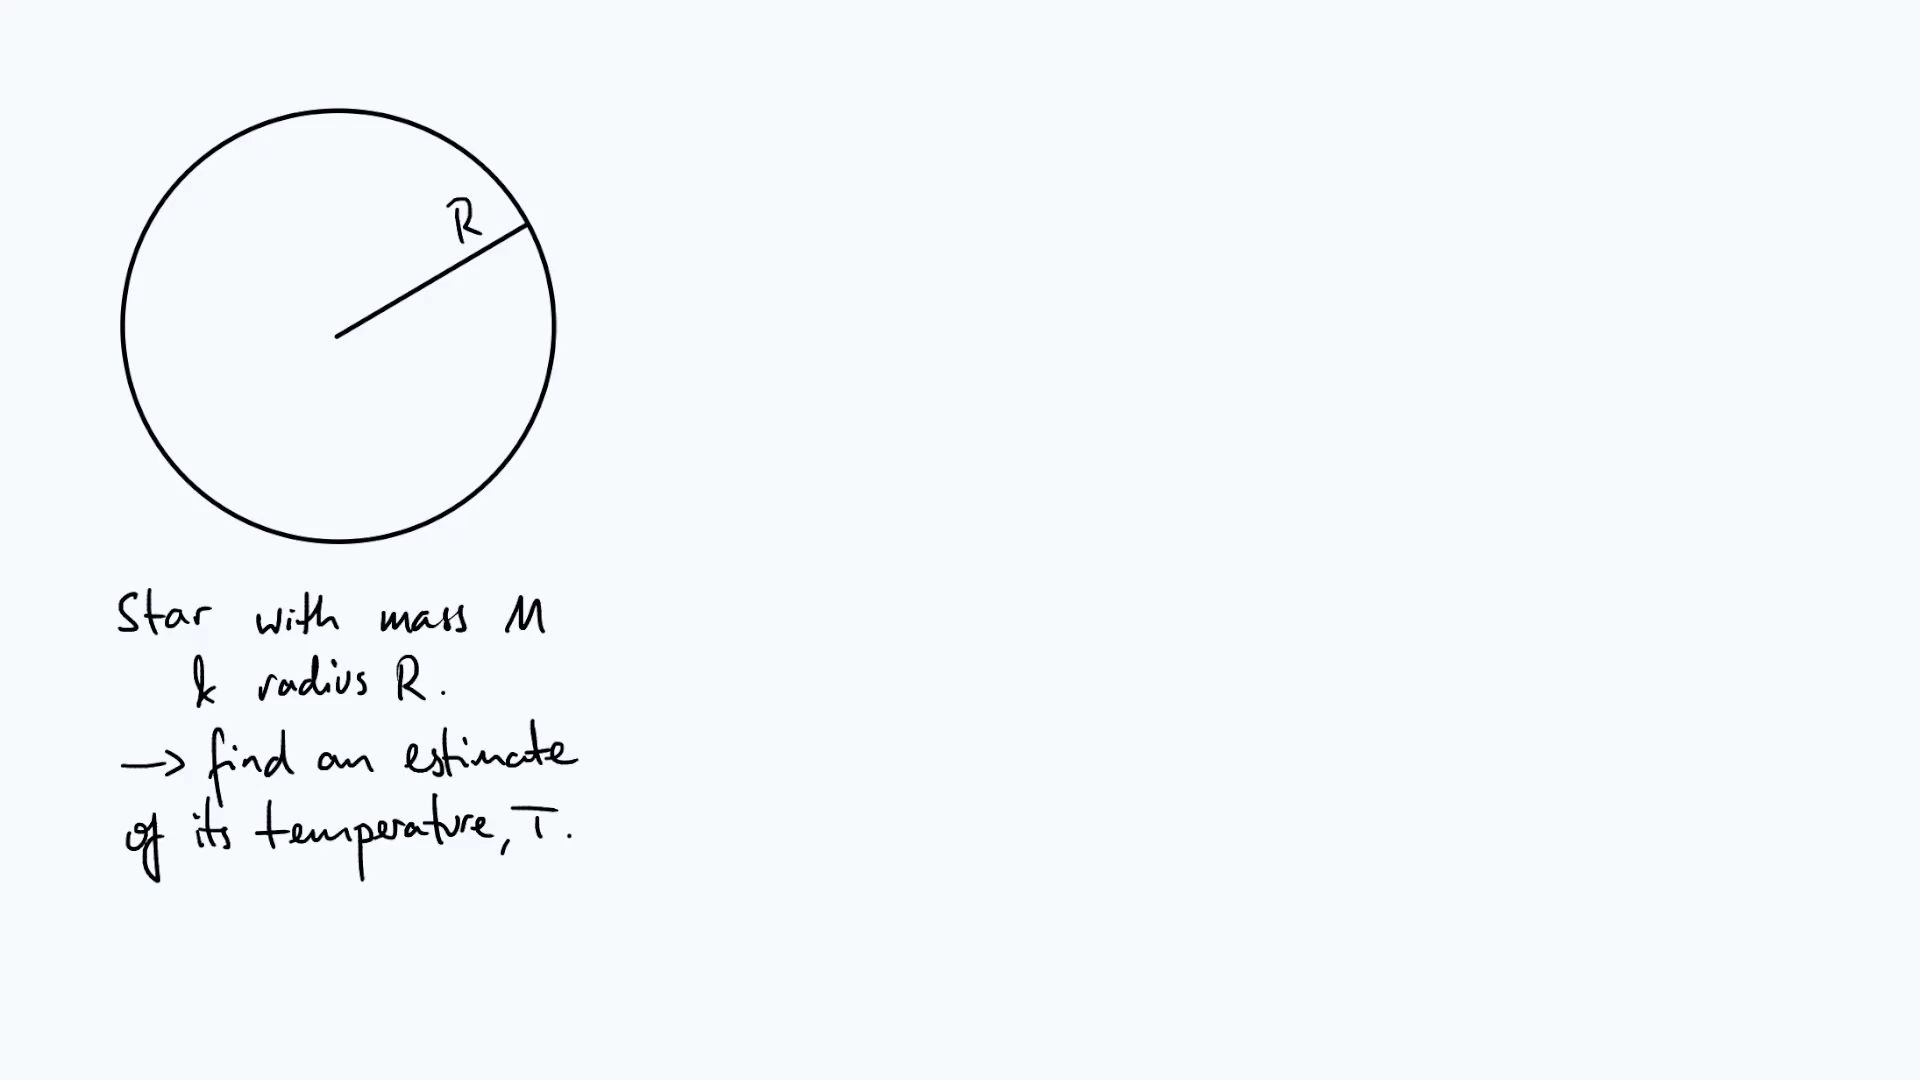 R
Star with mass M
& radius R.
→ find an estimate
of its temperature, T.